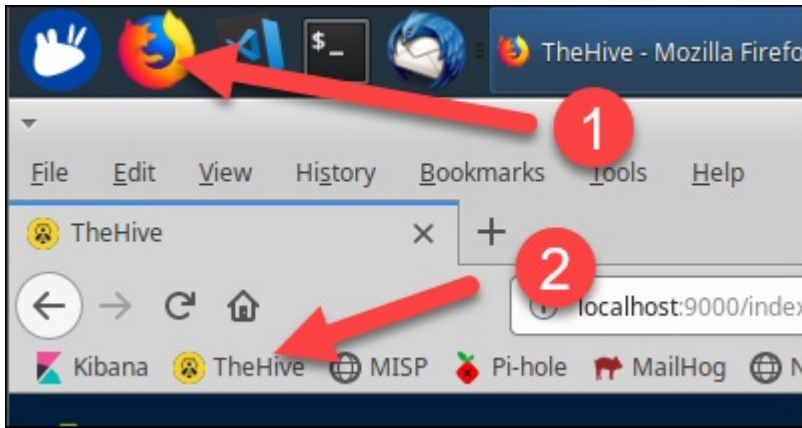 $_ TheHive - Mozilla Firefo
1
File Edit View History Bookmarks Tools Help
TheHive
2
localhost:9000/index
Kibana TheHive MISP Pi-hole MailHog N